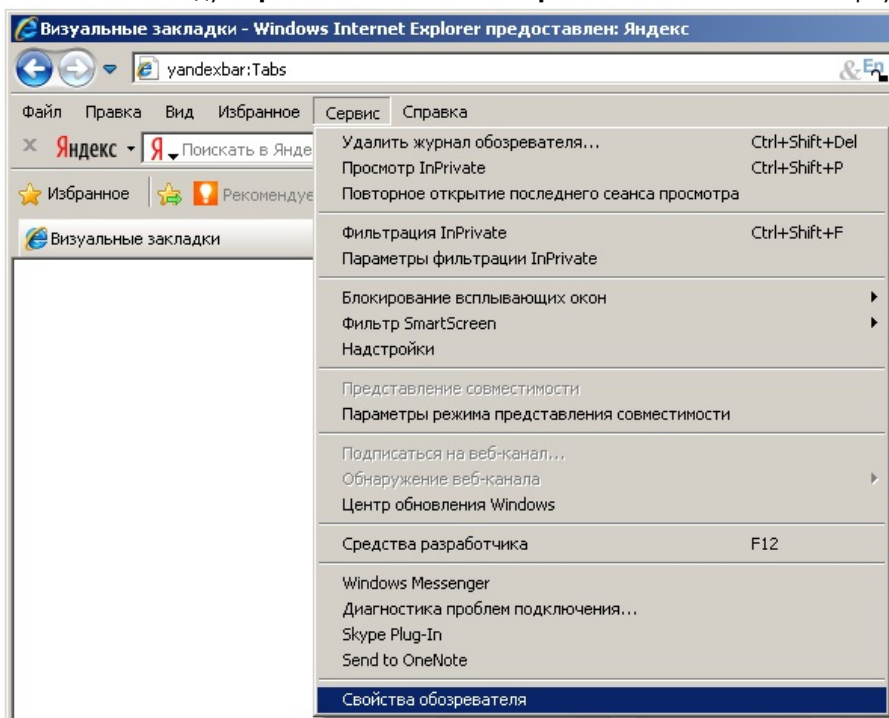 Визуальные закладки - Windows Internet Explorer предоставлен: Яндекс
yandexbar:Tabs
& En
Файл Правка Вид Избранное Сервис Справка
× Яндекс Я Поискать в Янде
Избранное Рекомендуе
Визуальные закладки
Удалить журнал обозревателя... Ctrl+Shift+Del
Просмотр InPrivate Ctrl+Shift+P
Повторное открытие последнего сеанса просмотра
Фильтрация InPrivate Ctrl+Shift+F
Параметры фильтрации InPrivate
Блокирование всплывающих окон
Фильтр SmartScreen
Надстройки
Представление совместимости
Параметры режима представления совместимости
Подписаться на веб-канал...
Обнаружение веб-канала
Центр обновления Windows
Средства разработчика F12
Windows Messenger
Диагностика проблем подключения...
Skype Plug-In
Send to OneNote
Свойства обозревателя